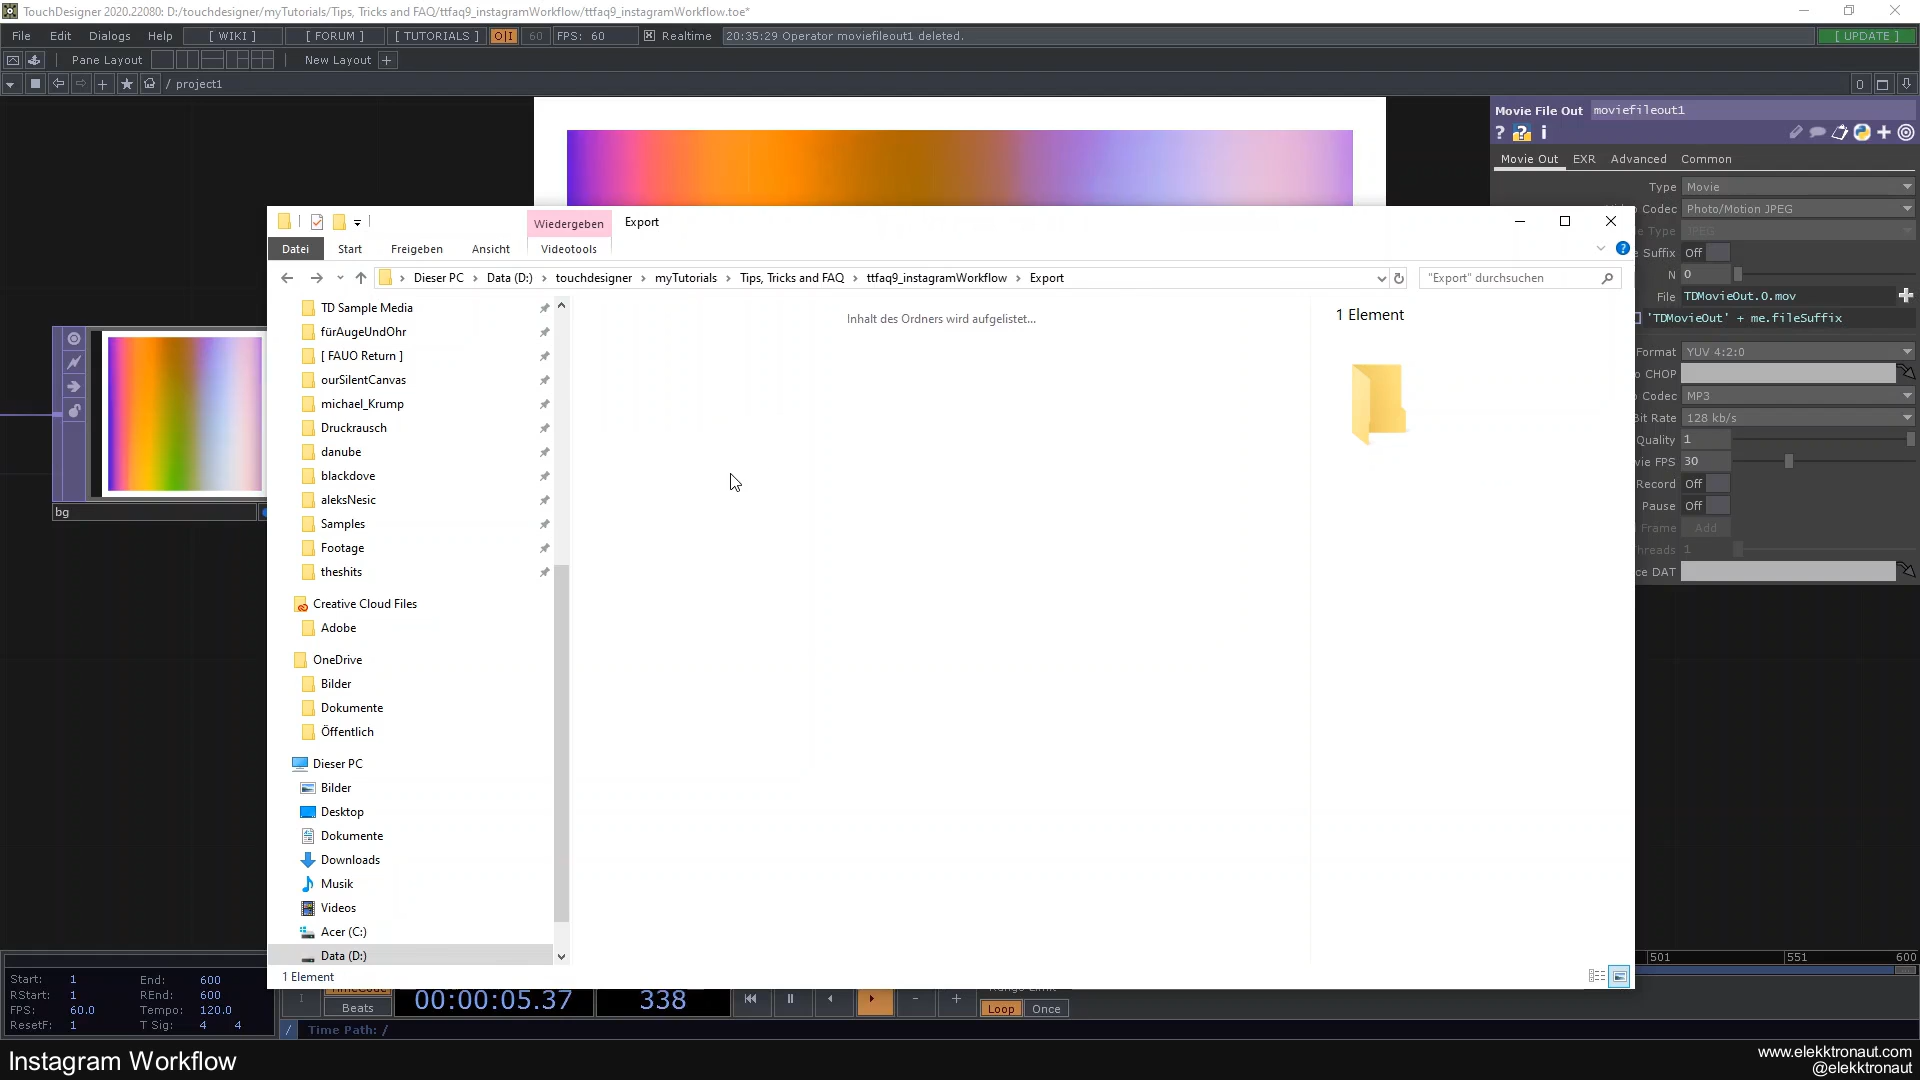 TouchDesigner 2020.22080: D:/touchdesigner/myTutorials/Tips, Tricks and FAQ/ttfaq9_instagramWorkflow/ttfaq9_instagramWorkflow.toe*
File Edit Dialogs Help [ WIKI ] [ FORUM ] [ TUTORIALS ] O|I 60 FPS: 60 Realtime 20:35:29 Operator moviefileout1 deleted. [ UPDATE ]
Pane Layout New Layout
/ project1 0
Movie File Out moviefileout1
Movie Out EXR Advanced Common
Type Movie
Codec Photo/Motion JPEG
Type JPEG
Suffix Off
N 0
File TDMovieOut.0.mov
'TDMovieOut' + me.fileSuffix
Format YUV 4:2:0
CHOP
Codec MP3
Bit Rate 128 kb/s
Quality 1
FPS 30
Record Off
Pause Off
Frame Add
1
DAT
bg
Wiedergeben Export
Datei Start Freigeben Ansicht Videotools
Dieser PC Data (D:) touchdesigner myTutorials Tips, Tricks and FAQ ttfaq9_instagramWorkflow Export "Export" durchsuchen
TD Sample Media
fürAugeUndOhr
[ FAUO Return ]
ourSilentCanvas
michael_Krump
Druckrausch
danube
blackdove
aleksNesic
Samples
Footage
theshits
Creative Cloud Files
Adobe
OneDrive
Bilder
Dokumente
Öffentlich
Dieser PC
Bilder
Desktop
Dokumente
Downloads
Musik
Videos
Acer (C:)
Data (D:)
Inhalt des Ordners wird aufgelistet...
1 Element
1 Element
501 551 600
Start: 1 End: 600
RStart: 1 REnd: 600
FPS: 60.0 Tempo: 120.0
ResetF: 1 T Sig: 4 4
TimeCode
Beats
00:00:05.37 338
Range Limit
Loop Once
/ Time Path: /
Instagram Workflow
www.elekktronaut.com
@elekktronaut